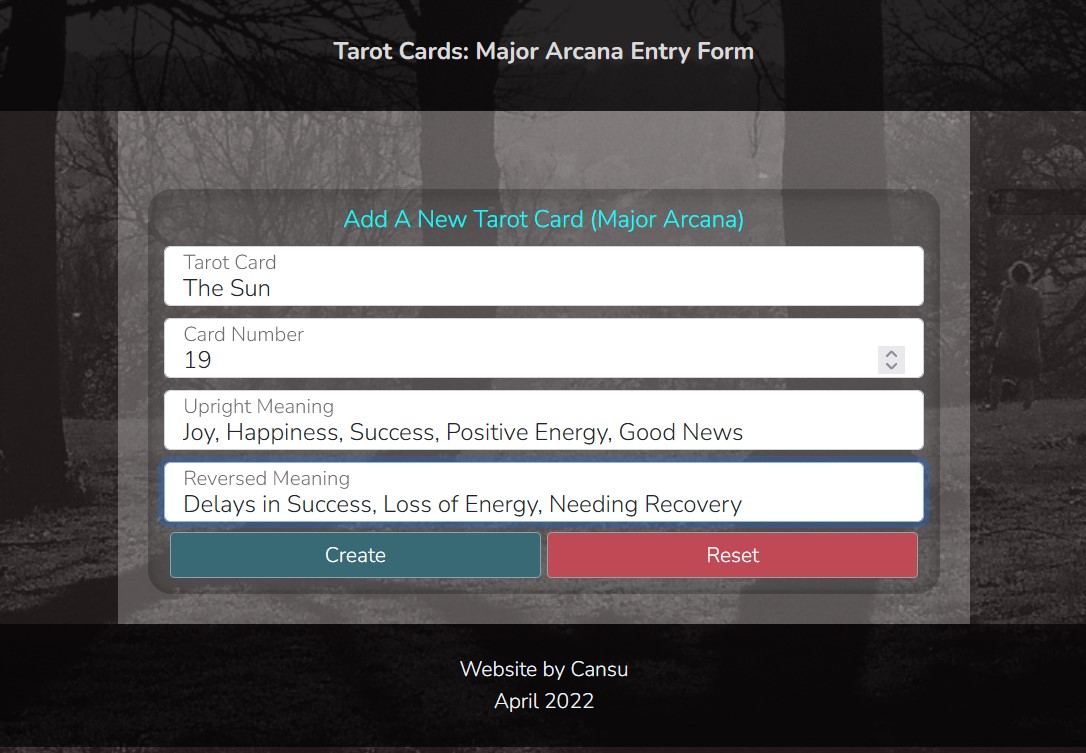 Tarot Cards: Major Arcana Entry Form
Add A New Tarot Card (Major Arcana)
Tarot Card
The Sun
Card Number
19
Upright Meaning
Joy, Happiness, Success, Positive Energy, Good News
Reversed Meaning
Delays in Success, Loss of Energy, Needing Recovery
Create Reset
Website by Cansu
April 2022